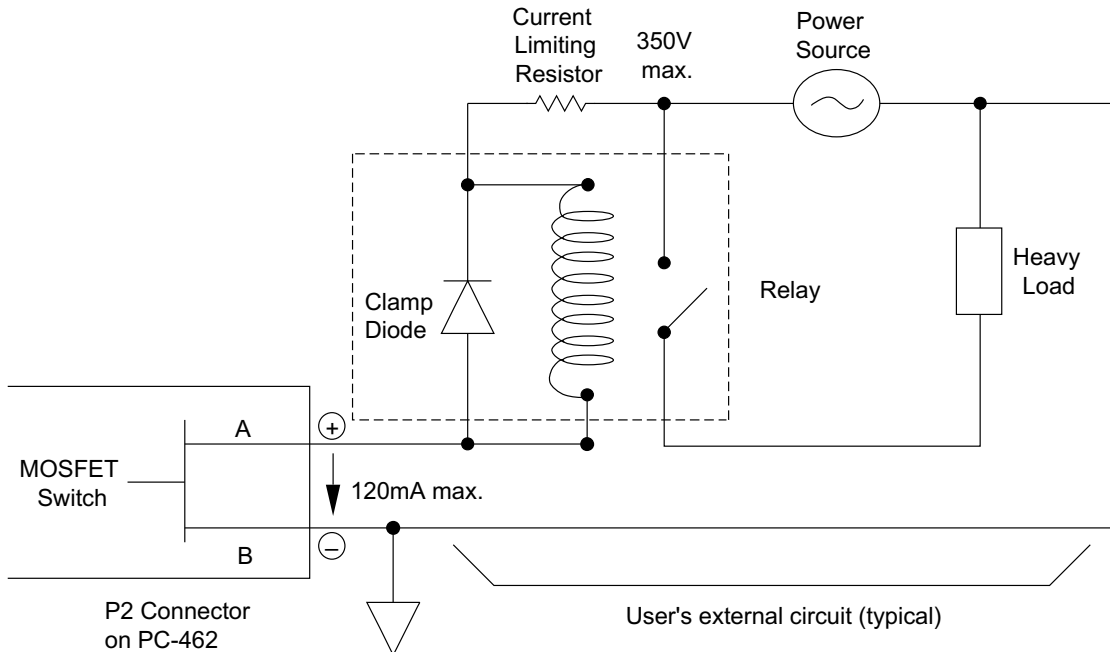 Current
Limiting
Resistor
350V
max.
Power
Source
Clamp
Diode
Relay
Heavy
Load
A
+
MOSFET
Switch
120mA max.
B
–
P2 Connector
on PC-462
User's external circuit (typical)